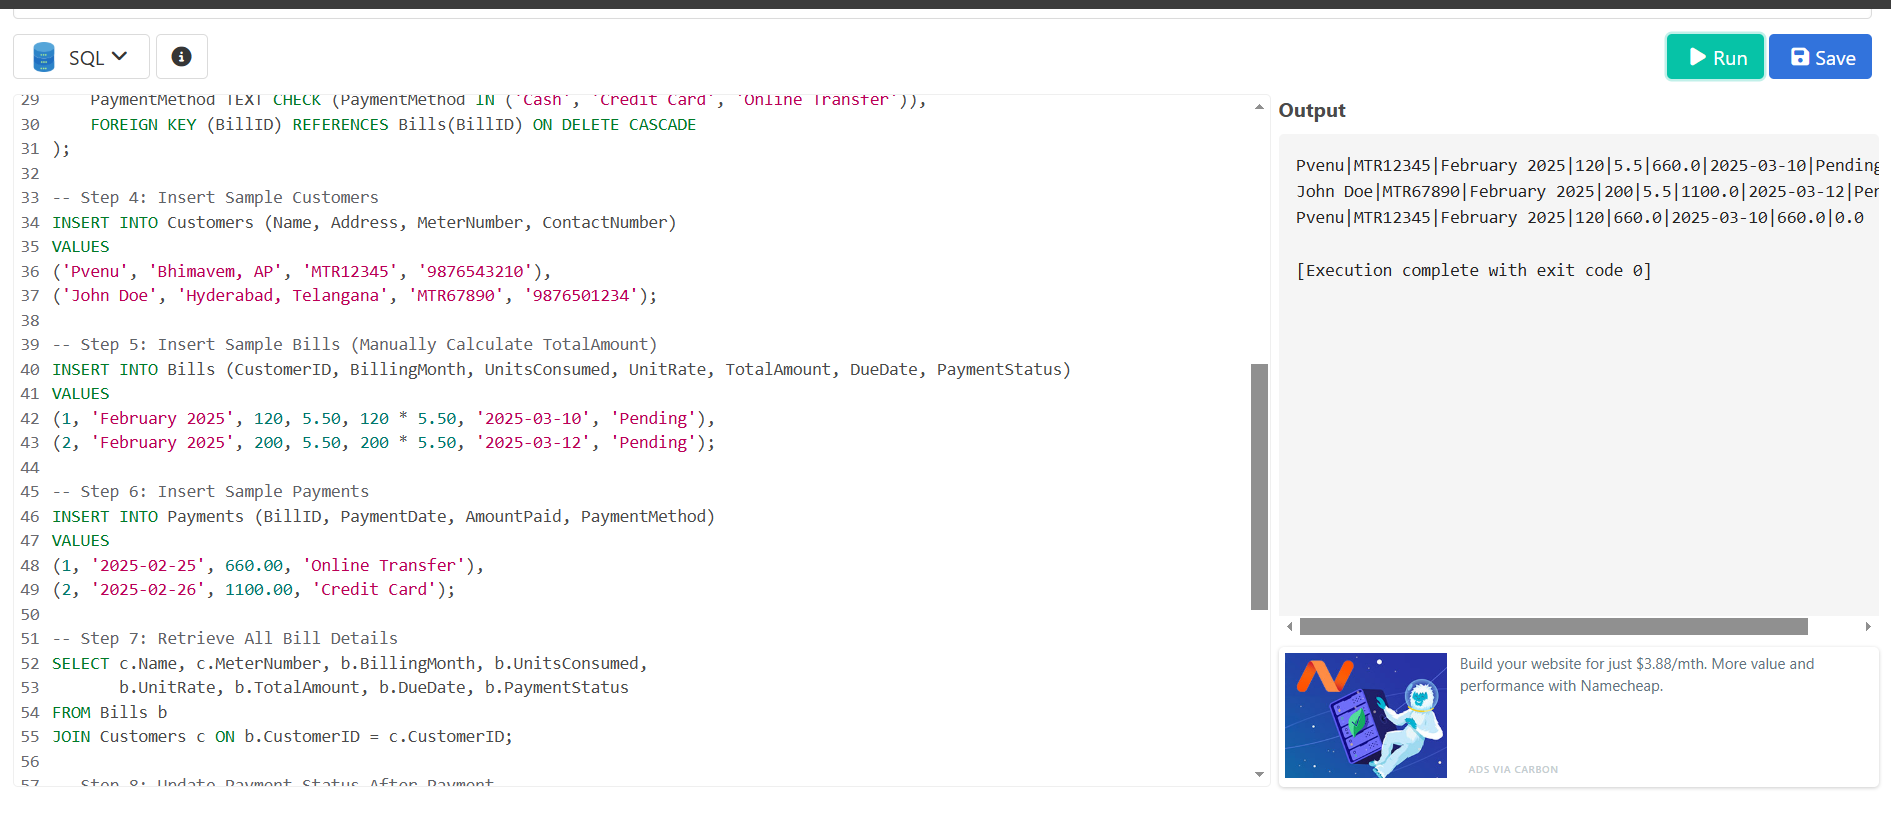 SQL
Run
Save
29 PaymentMethod TEXT CHECK (PaymentMethod IN ('Cash', 'Credit Card', 'Online Transfer')),
30 FOREIGN KEY (BillID) REFERENCES Bills(BillID) ON DELETE CASCADE
31 );
32
33 -- Step 4: Insert Sample Customers
34 INSERT INTO Customers (Name, Address, MeterNumber, ContactNumber)
35 VALUES
36 ('Pvenu', 'Bhimavem, AP', 'MTR12345', '9876543210'),
37 ('John Doe', 'Hyderabad, Telangana', 'MTR67890', '9876501234');
38
39 -- Step 5: Insert Sample Bills (Manually Calculate TotalAmount)
40 INSERT INTO Bills (CustomerID, BillingMonth, UnitsConsumed, UnitRate, TotalAmount, DueDate, PaymentStatus)
41 VALUES
42 (1, 'February 2025', 120, 5.50, 120 * 5.50, '2025-03-10', 'Pending'),
43 (2, 'February 2025', 200, 5.50, 200 * 5.50, '2025-03-12', 'Pending');
44
45 -- Step 6: Insert Sample Payments
46 INSERT INTO Payments (BillID, PaymentDate, AmountPaid, PaymentMethod)
47 VALUES
48 (1, '2025-02-25', 660.00, 'Online Transfer'),
49 (2, '2025-02-26', 1100.00, 'Credit Card');
50
51 -- Step 7: Retrieve All Bill Details
52 SELECT c.Name, c.MeterNumber, b.BillingMonth, b.UnitsConsumed,
53 b.UnitRate, b.TotalAmount, b.DueDate, b.PaymentStatus
54 FROM Bills b
55 JOIN Customers c ON b.CustomerID = c.CustomerID;
56
57 -- Step 8: Update Payment Status After Payment
Output
Pvenu|MTR12345|February 2025|120|5.5|660.0|2025-03-10|Pending
John Doe|MTR67890|February 2025|200|5.5|1100.0|2025-03-12|Pen
Pvenu|MTR12345|February 2025|120|660.0|2025-03-10|660.0|0.0
[Execution complete with exit code 0]
Build your website for just $3.88/mth. More value and
performance with Namecheap.
ADS VIA CARBON